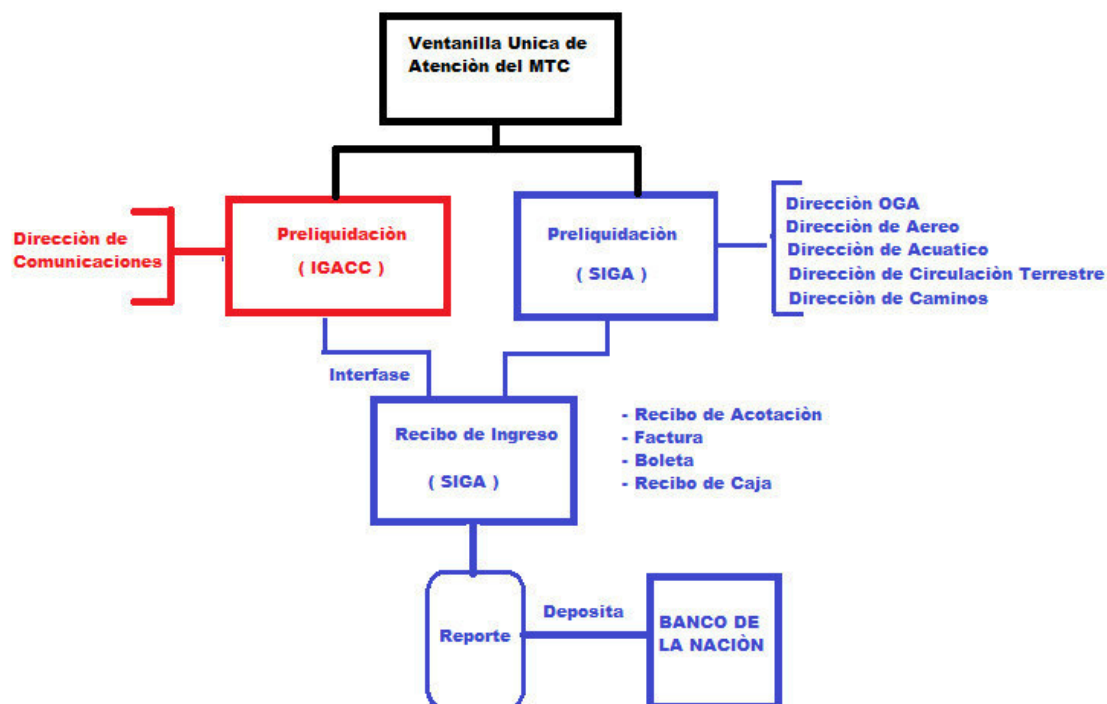 Ventanilla Unica de
Atenciòn del MTC
Direcciòn de
Comunicaciones
Preliquidaciòn
( IGACC )
Preliquidaciòn
( SIGA )
Direcciòn OGA
Direcciòn de Aereo
Direcciòn de Acuatico
Direcciòn de Circulaciòn Terrestre
Direcciòn de Caminos
Interfase
Recibo de Ingreso
( SIGA )
- Recibo de Acotaciòn
- Factura
- Boleta
- Recibo de Caja
Reporte
Deposita
BANCO DE
LA NACIÒN